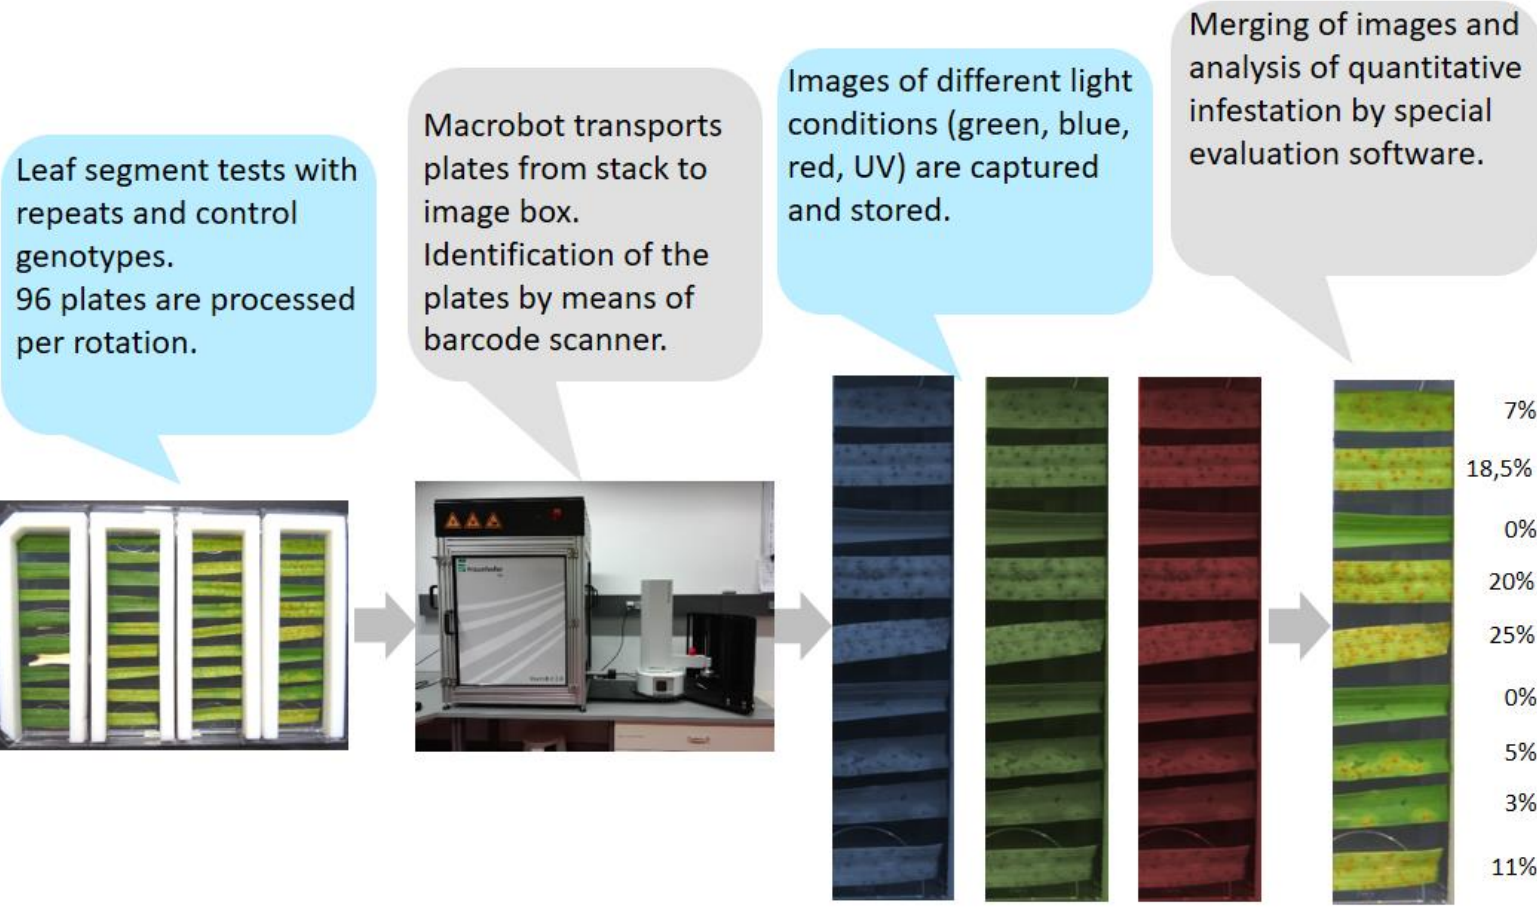 Leaf segment tests with
repeats and control
genotypes.
96 plates are processed
per rotation.
Macrobot transports
plates from stack to
image box.
Identification of the
plates by means of
barcode scanner.
Images of different light
conditions (green, blue,
red, UV) are captured
and stored.
Merging of images and
analysis of quantitative
infestation by special
evaluation software.
Fraunhofer
7%
18,5%
0%
20%
25%
0%
5%
3%
11%